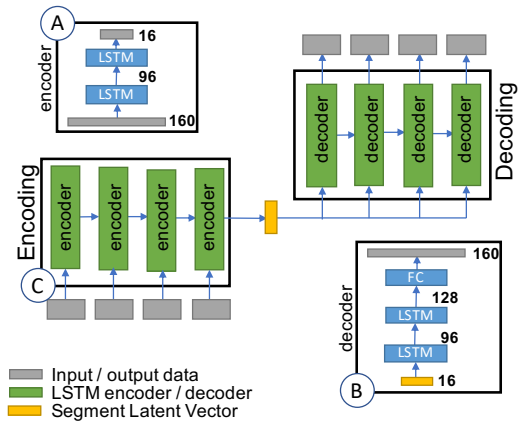 A
encoder
16
LSTM
96
LSTM
160
decoder
decoder
decoder
decoder
Decoding
Encoding
encoder
encoder
encoder
encoder
C
decoder
160
FC
128
LSTM
96
LSTM
16
B
Input / output data
LSTM encoder / decoder
Segment Latent Vector